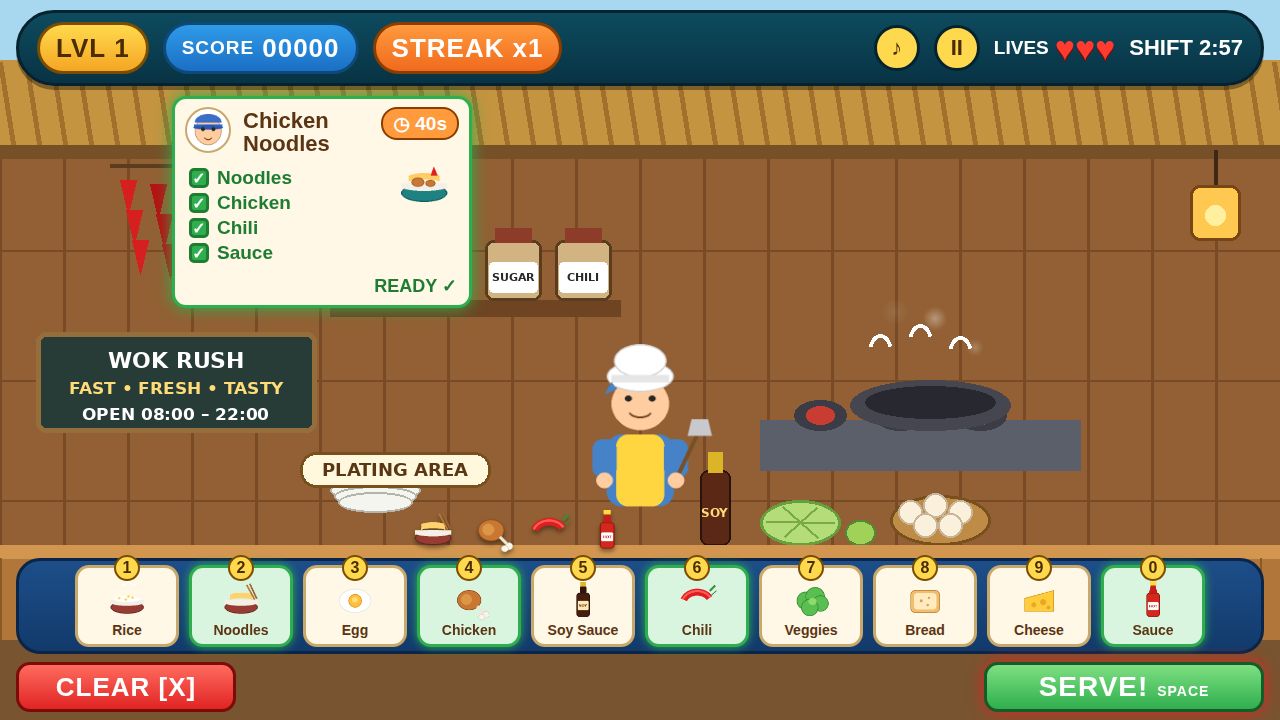 LVL 1
SCORE 00000
STREAK x1
♪
II
LIVES ♥♥♥
SHIFT 2:57
Chicken
Noodles
40s
✓ Noodles
✓ Chicken
✓ Chili
✓ Sauce
READY ✓
SUGAR
CHILI
WOK RUSH
FAST • FRESH • TASTY
OPEN 08:00 – 22:00
PLATING AREA
SOY
1
2
3
4
5
6
7
8
9
0
Rice
Noodles
Egg
Chicken
Soy Sauce
Chili
Veggies
Bread
Cheese
Sauce
CLEAR [X]
SERVE! SPACE